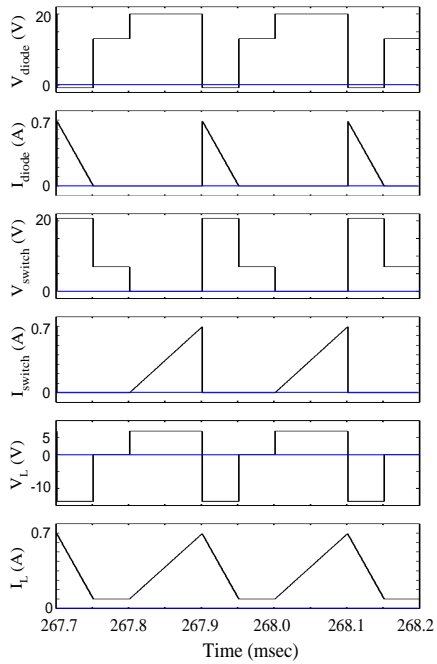 V_diode (V)
20
0
I_diode (A)
0.7
0
V_switch (V)
20
0
I_switch (A)
0.7
0
V_L (V)
5
0
-10
I_L (A)
0.7
0
267.7 267.8 267.9 268.0 268.1 268.2
Time (msec)